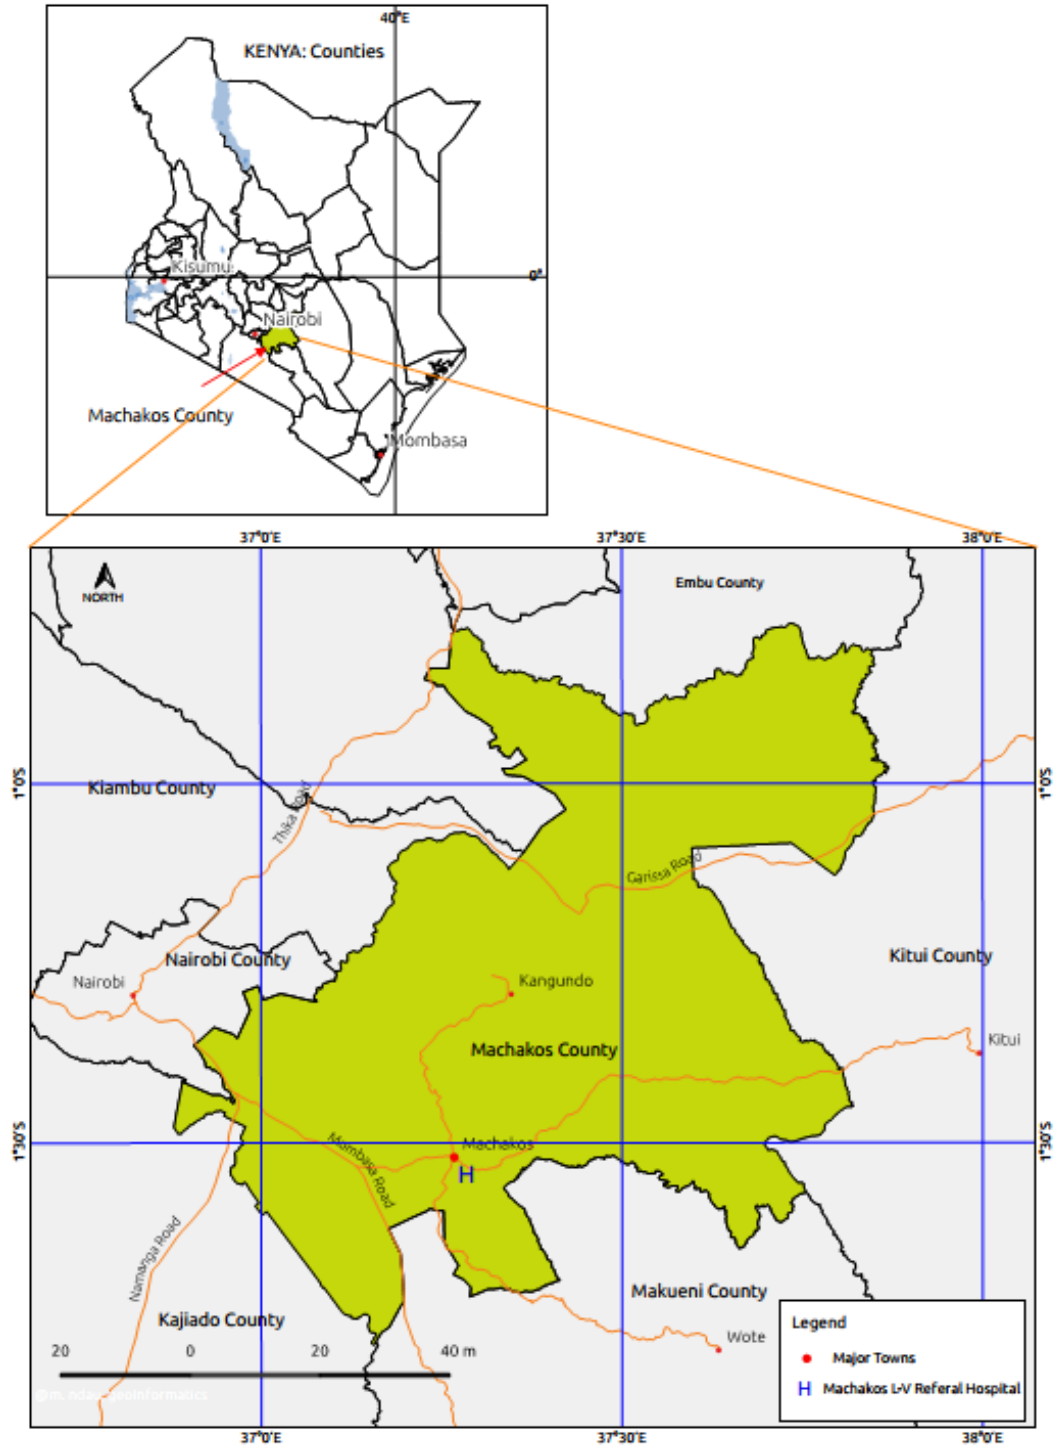 40°E
KENYA: Counties
Kisumu
0°
Nairobi
Machakos County
Mombasa
37°0'E
37°30'E
38°0'E
NORTH
Embu County
1°0'S
1°0'S
Kiambu County
Thika Road
Garissa Road
Nairobi County
Nairobi
Kangundo
Kitui County
Machakos County
Kitui
1°30'S
1°30'S
Mombasa Road
Machakos
H
Namanga Road
Makueni County
Kajiado County
Wote
20
0
20
40 m
Legend
Major Towns
H Machakos L-V Referal Hospital
37°0'E
37°30'E
38°0'E